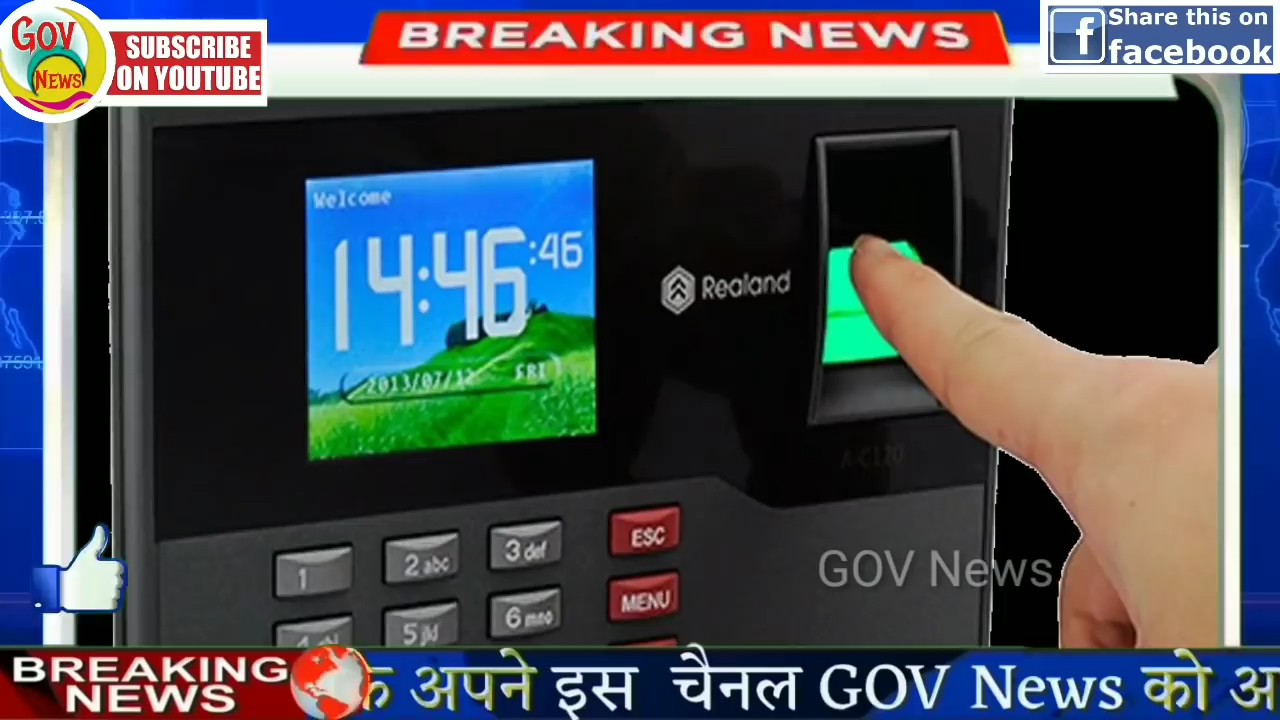 GOV
NEWS
SUBSCRIBE
ON YOUTUBE
BREAKING NEWS
Share this on
facebook
Welcome
14:46:46
2013/07/12 FRI
Realand
A-C120
1
2 abc
3 def
ESC
5 jkl
6 mno
MENU
GOV News
BREAKING
NEWS
अपने इस चैनल GOV News को